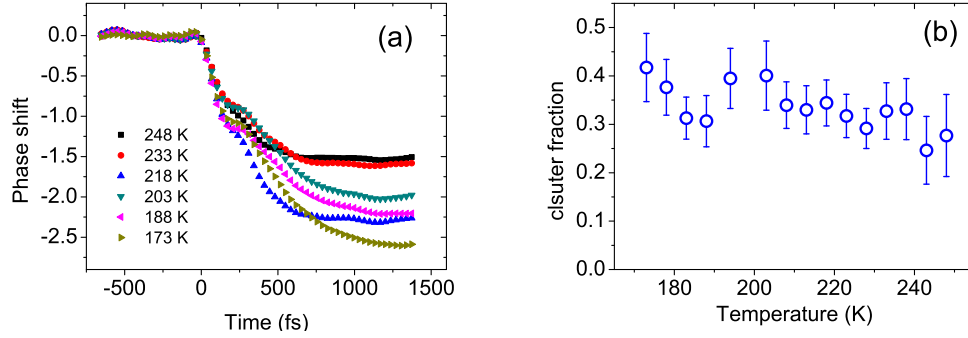 (a)
Phase shift
0.0
-0.5
-1.0
-1.5
-2.0
-2.5
248 K
233 K
218 K
203 K
188 K
173 K
-500
0
500
1000
1500
Time (fs)
(b)
clsuter fraction
0.5
0.4
0.3
0.2
0.1
0.0
180
200
220
240
Temperature (K)